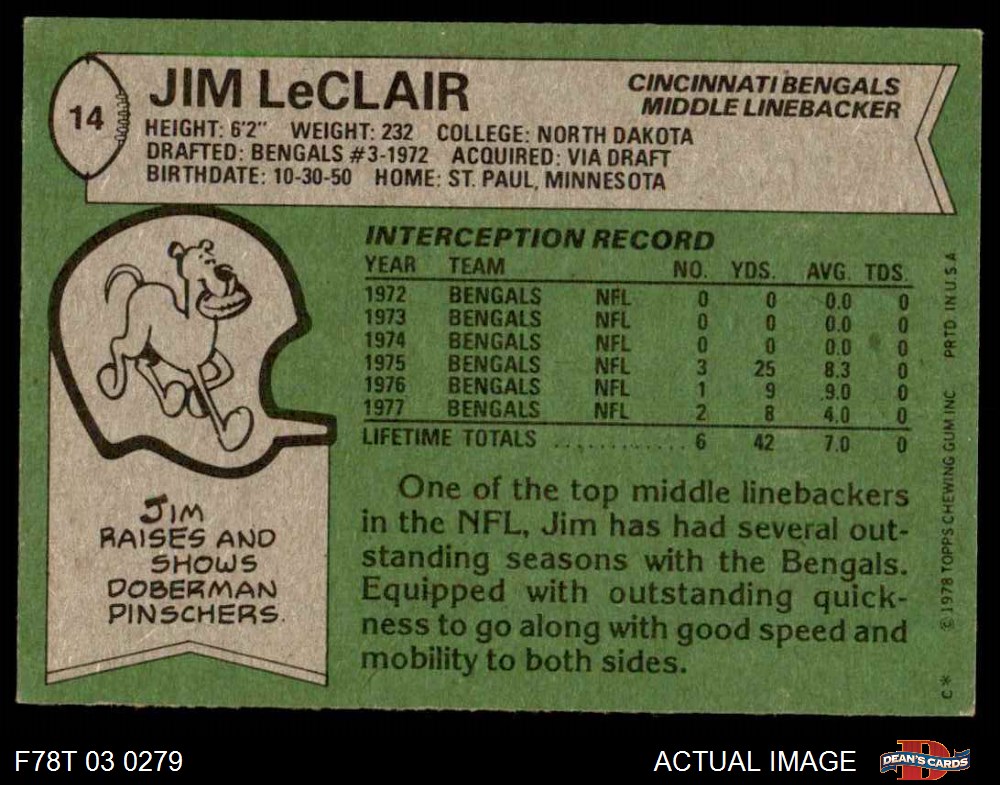 14
JIM LeCLAIR
CINCINNATI BENGALS
MIDDLE LINEBACKER
HEIGHT: 6'2" WEIGHT: 232 COLLEGE: NORTH DAKOTA
DRAFTED: BENGALS #3-1972 ACQUIRED: VIA DRAFT
BIRTHDATE: 10-30-50 HOME: ST. PAUL, MINNESOTA
INTERCEPTION RECORD
YEAR TEAM NO. YDS. AVG. TDS.
1972 BENGALS NFL 0 0 0.0 0
1973 BENGALS NFL 0 0 0.0 0
1974 BENGALS NFL 0 0 0.0 0
1975 BENGALS NFL 3 25 8.3 0
1976 BENGALS NFL 1 9 9.0 0
1977 BENGALS NFL 2 8 4.0 0
LIFETIME TOTALS .............. 6 42 7.0 0
JIM
RAISES AND
SHOWS
DOBERMAN
PINSCHERS.
One of the top middle linebackers
in the NFL, Jim has had several out-
standing seasons with the Bengals.
Equipped with outstanding quick-
ness to go along with good speed and
mobility to both sides.
C* © 1978 TOPPS CHEWING GUM INC. PRTD. IN U.S.A.
F78T 03 0279
ACTUAL IMAGE
D
DEAN'S CARDS